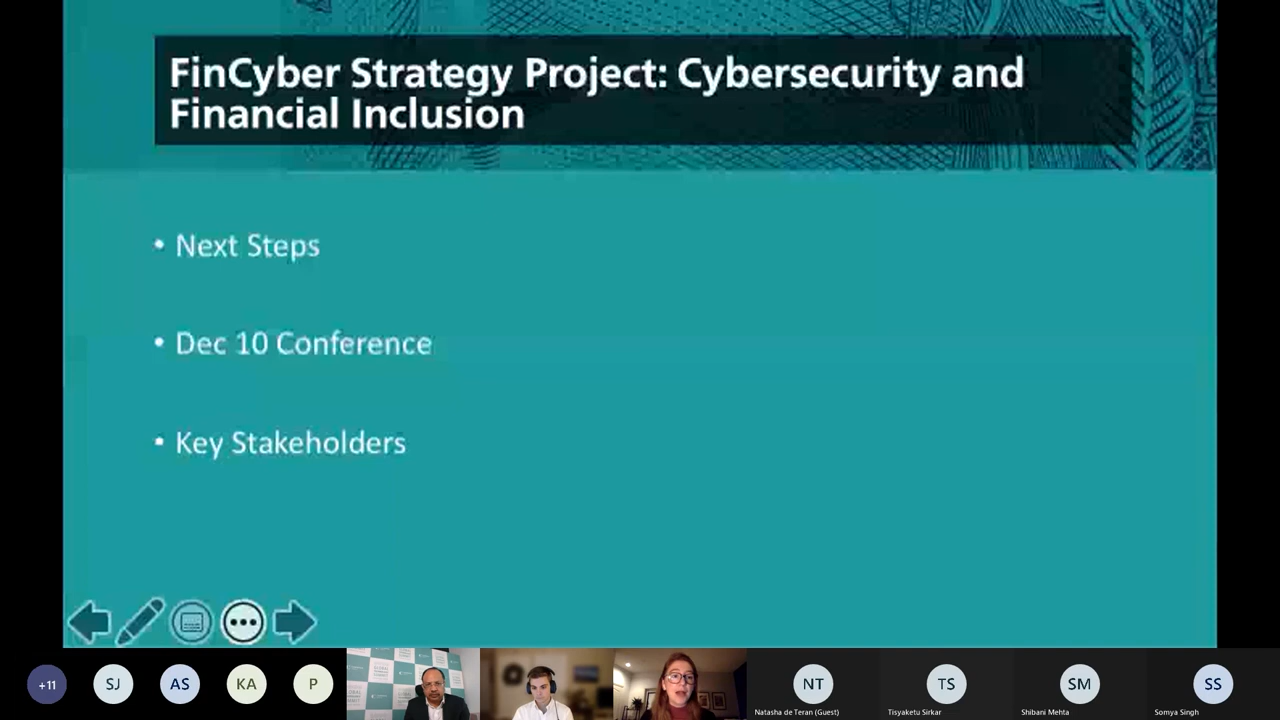 FinCyber Strategy Project: Cybersecurity and
Financial Inclusion
• Next Steps
• Dec 10 Conference
• Key Stakeholders
+11
SJ
AS
KA
P
NT
TS
SM
SS
Natasha de Teran (Guest)
Tisyaketu Sirkar
Shibani Mehta
Somya Singh